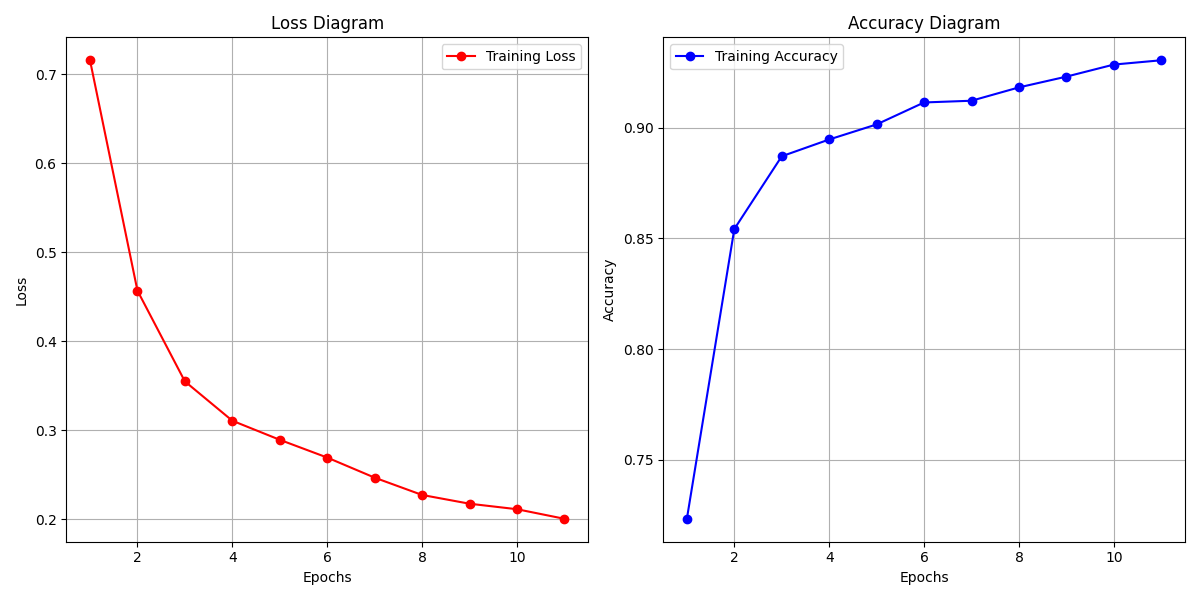 Loss Diagram
Training Loss
0.7
0.6
0.5
0.4
0.3
0.2
Loss
2 4 6 8 10
Epochs
Accuracy Diagram
Training Accuracy
0.90
0.85
0.80
0.75
Accuracy
2 4 6 8 10
Epochs